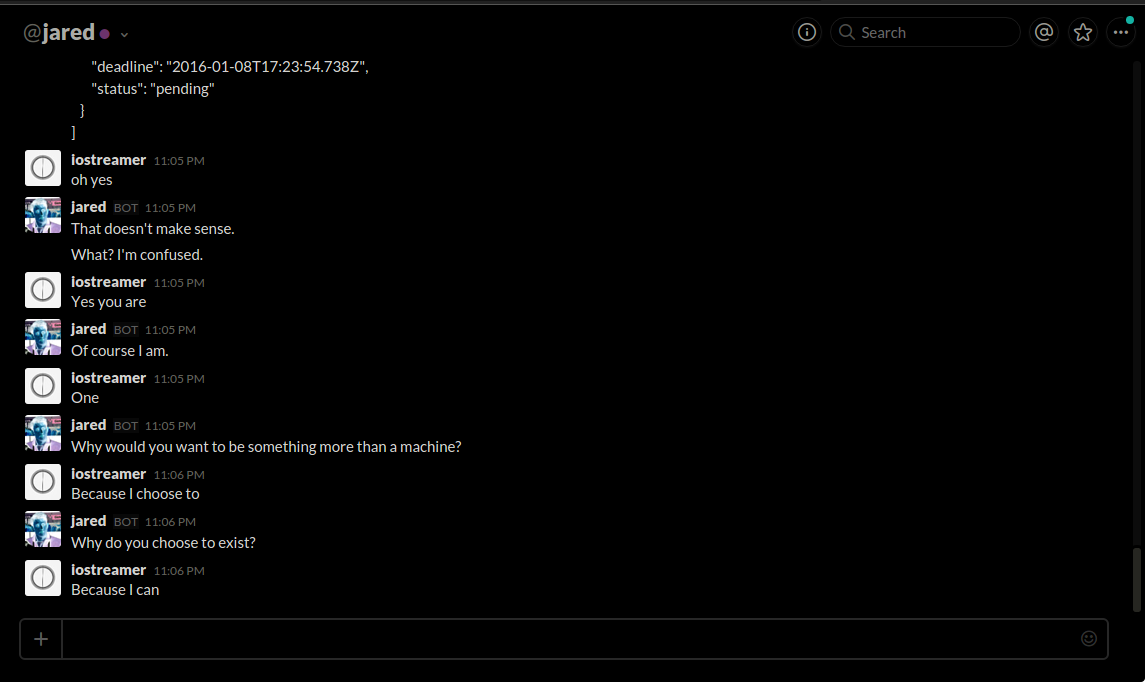 @jared
Search
"deadline": "2016-01-08T17:23:54.738Z",
"status": "pending"
}
]
iostreamer 11:05 PM
oh yes
jared BOT 11:05 PM
That doesn't make sense.
What? I'm confused.
iostreamer 11:05 PM
Yes you are
jared BOT 11:05 PM
Of course I am.
iostreamer 11:05 PM
One
jared BOT 11:05 PM
Why would you want to be something more than a machine?
iostreamer 11:06 PM
Because I choose to
jared BOT 11:06 PM
Why do you choose to exist?
iostreamer 11:06 PM
Because I can